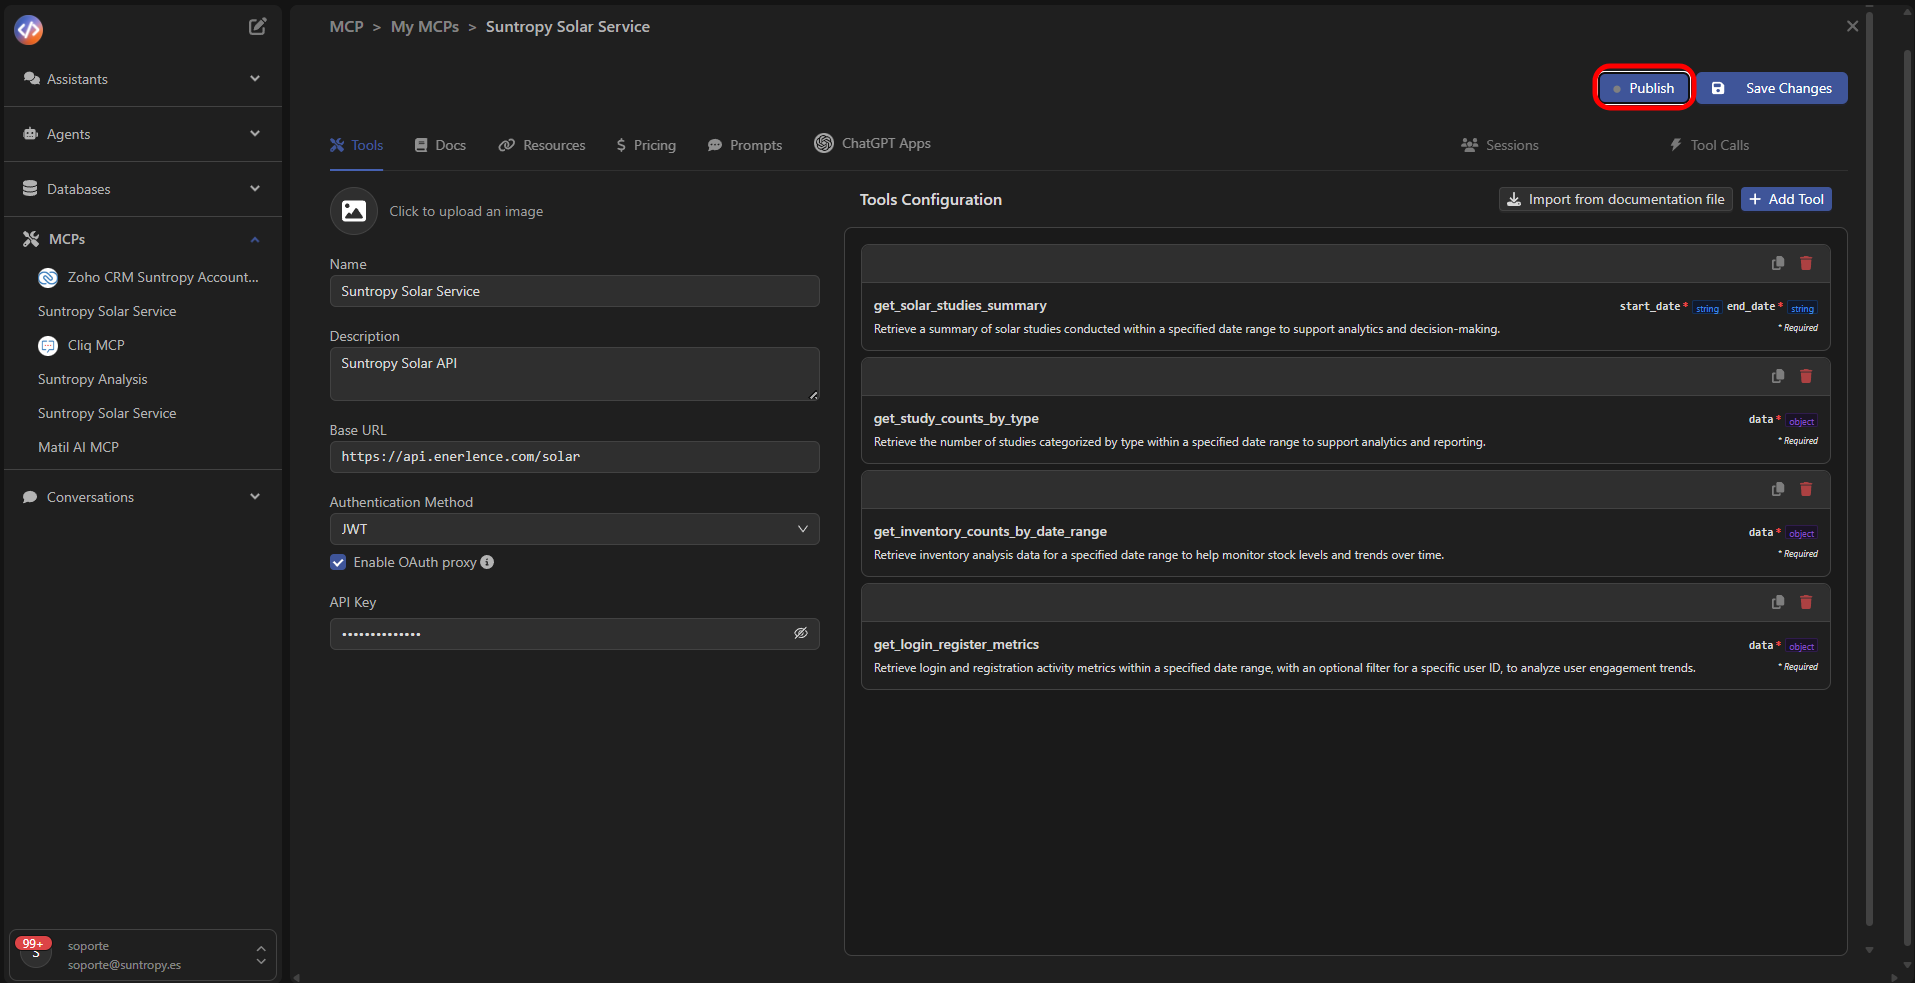 MCP > My MCPs > Suntropy Solar Service
Publish
Save Changes
Assistants
Agents
Databases
MCPs
Zoho CRM Suntropy Account...
Suntropy Solar Service
Cliq MCP
Suntropy Analysis
Suntropy Solar Service
Matil AI MCP
Conversations
99+
S
soporte
soporte@suntropy.es
Tools
Docs
Resources
Pricing
Prompts
ChatGPT Apps
Sessions
Tool Calls
Click to upload an image
Name
Suntropy Solar Service
Description
Suntropy Solar API
Base URL
https://api.enerlence.com/solar
Authentication Method
JWT
Enable OAuth proxy
API Key
••••••••••••••
Tools Configuration
Import from documentation file
+ Add Tool
get_solar_studies_summary
start_date* string end_date* string
Retrieve a summary of solar studies conducted within a specified date range to support analytics and decision-making.
* Required
get_study_counts_by_type
data* object
Retrieve the number of studies categorized by type within a specified date range to support analytics and reporting.
* Required
get_inventory_counts_by_date_range
data* object
Retrieve inventory analysis data for a specified date range to help monitor stock levels and trends over time.
* Required
get_login_register_metrics
data* object
Retrieve login and registration activity metrics within a specified date range, with an optional filter for a specific user ID, to analyze user engagement trends.
* Required